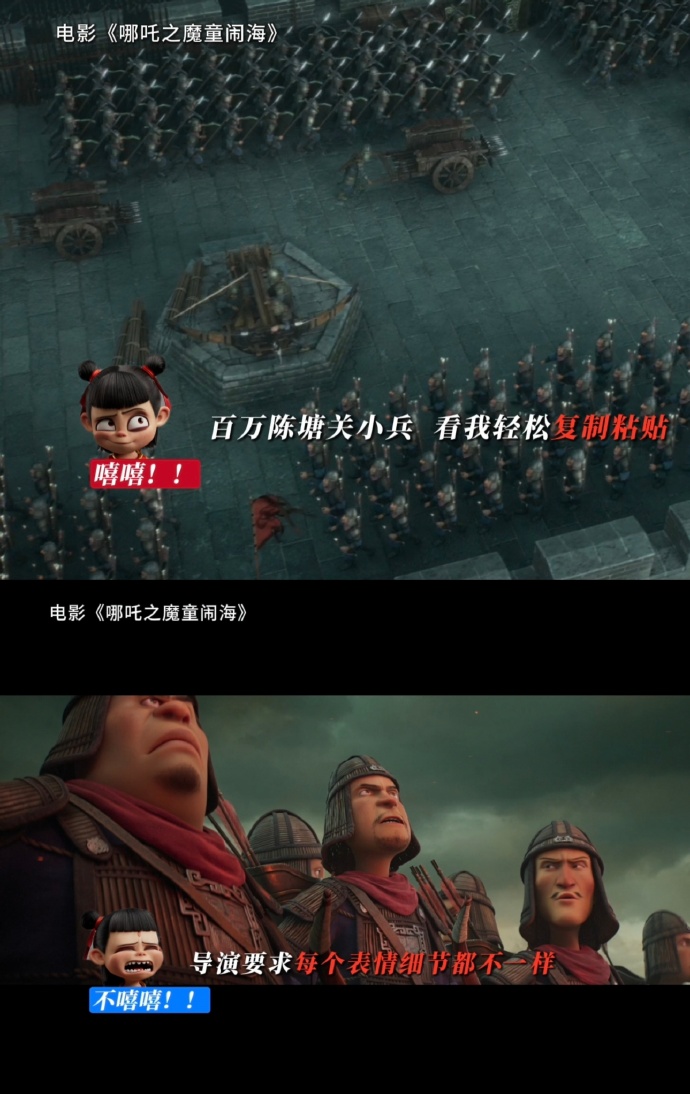 电影《哪吒之魔童闹海》
百万陈塘关小兵 看我轻松复制粘贴
嘻嘻！！
电影《哪吒之魔童闹海》
导演要求每个表情细节都不一样
不嘻嘻！！